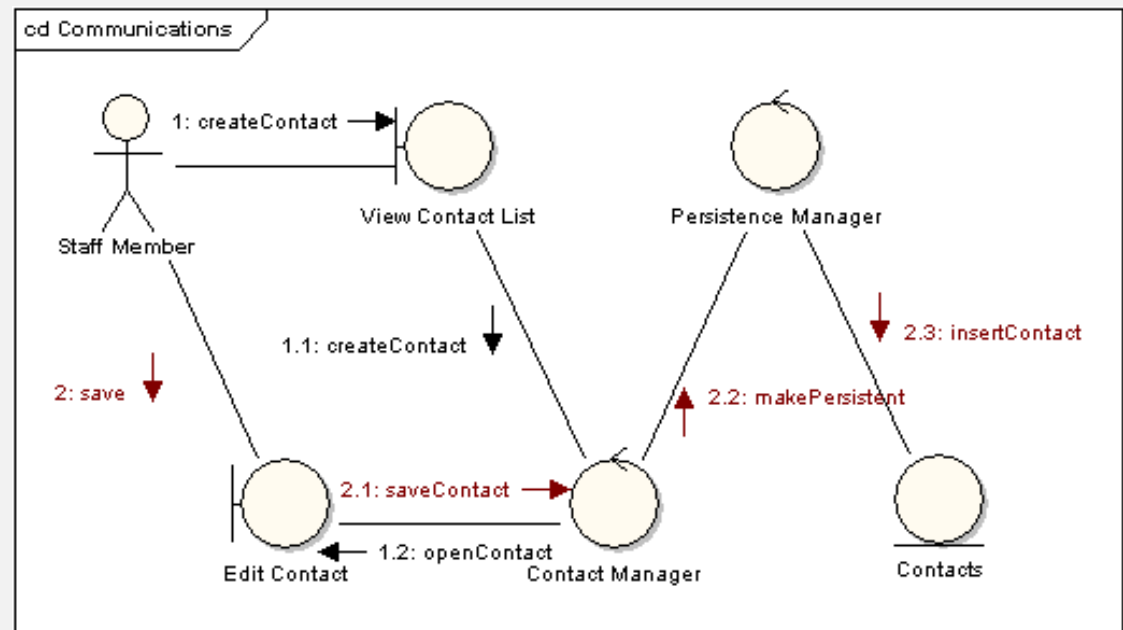 cd Communications
1: createContact
View Contact List
Persistence Manager
Staff Member
1.1: createContact
2.3: insertContact
2: save
2.2: makePersistent
2.1: saveContact
1.2: openContact
Edit Contact
Contact Manager
Contacts